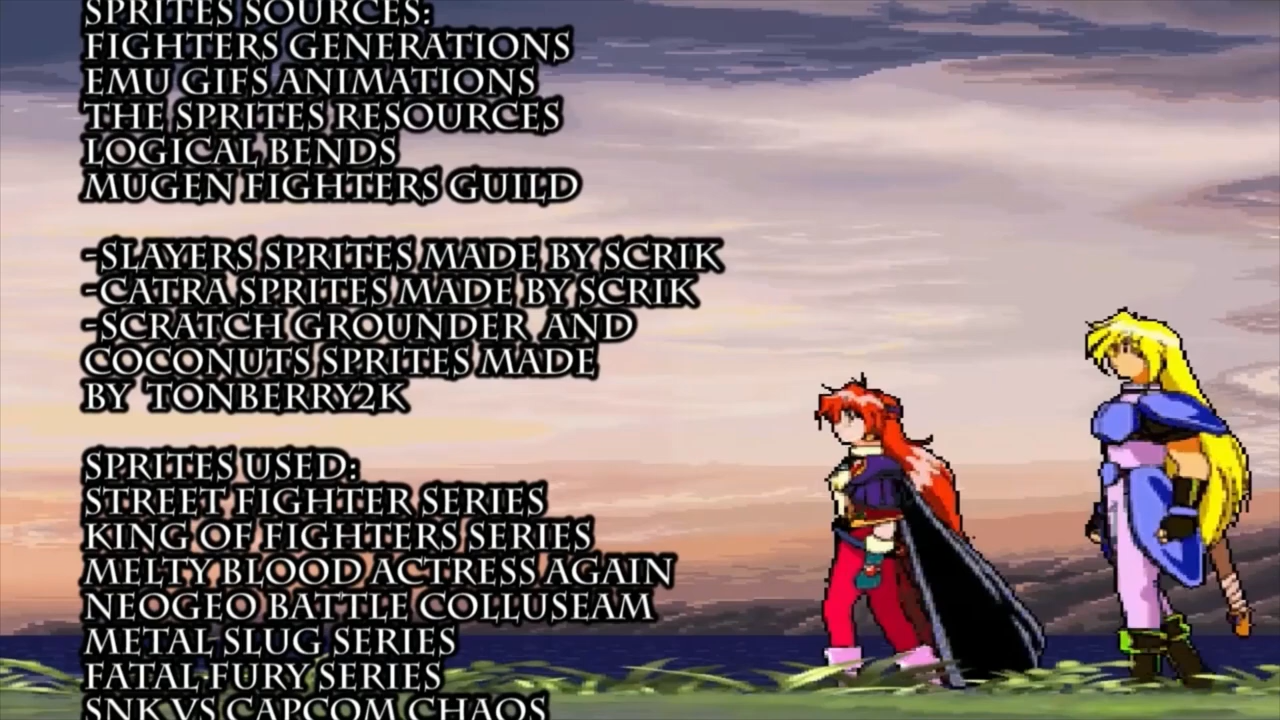 SPRITES SOURCES:
FIGHTERS GENERATIONS
EMU GIFS ANIMATIONS
THE SPRITES RESOURCES
LOGICAL BENDS
MUGEN FIGHTERS GUILD
-SLAYERS SPRITES MADE BY SCRIK
-CATRA SPRITES MADE BY SCRIK
-SCRATCH GROUNDER AND
COCONUTS SPRITES MADE
BY TONBERRY2K
SPRITES USED:
STREET FIGHTER SERIES
KING OF FIGHTERS SERIES
MELTY BLOOD ACTRESS AGAIN
NEOGEO BATTLE COLLUSEAM
METAL SLUG SERIES
FATAL FURY SERIES
SNK VS CAPCOM CHAOS